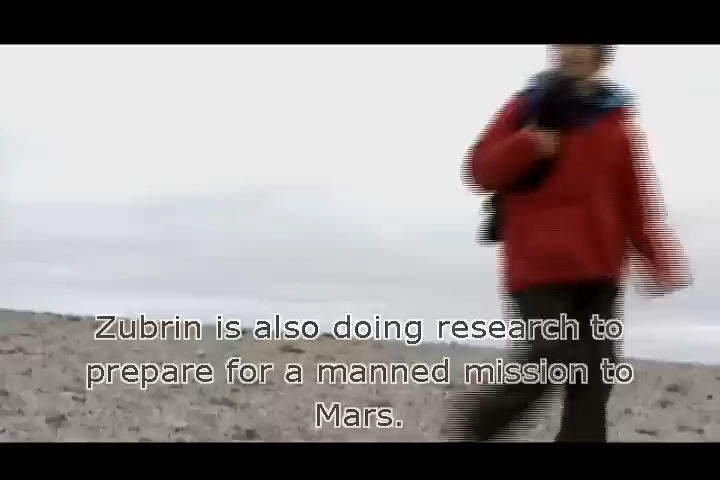 Zubrin is also doing research to
prepare for a manned mission to
Mars.